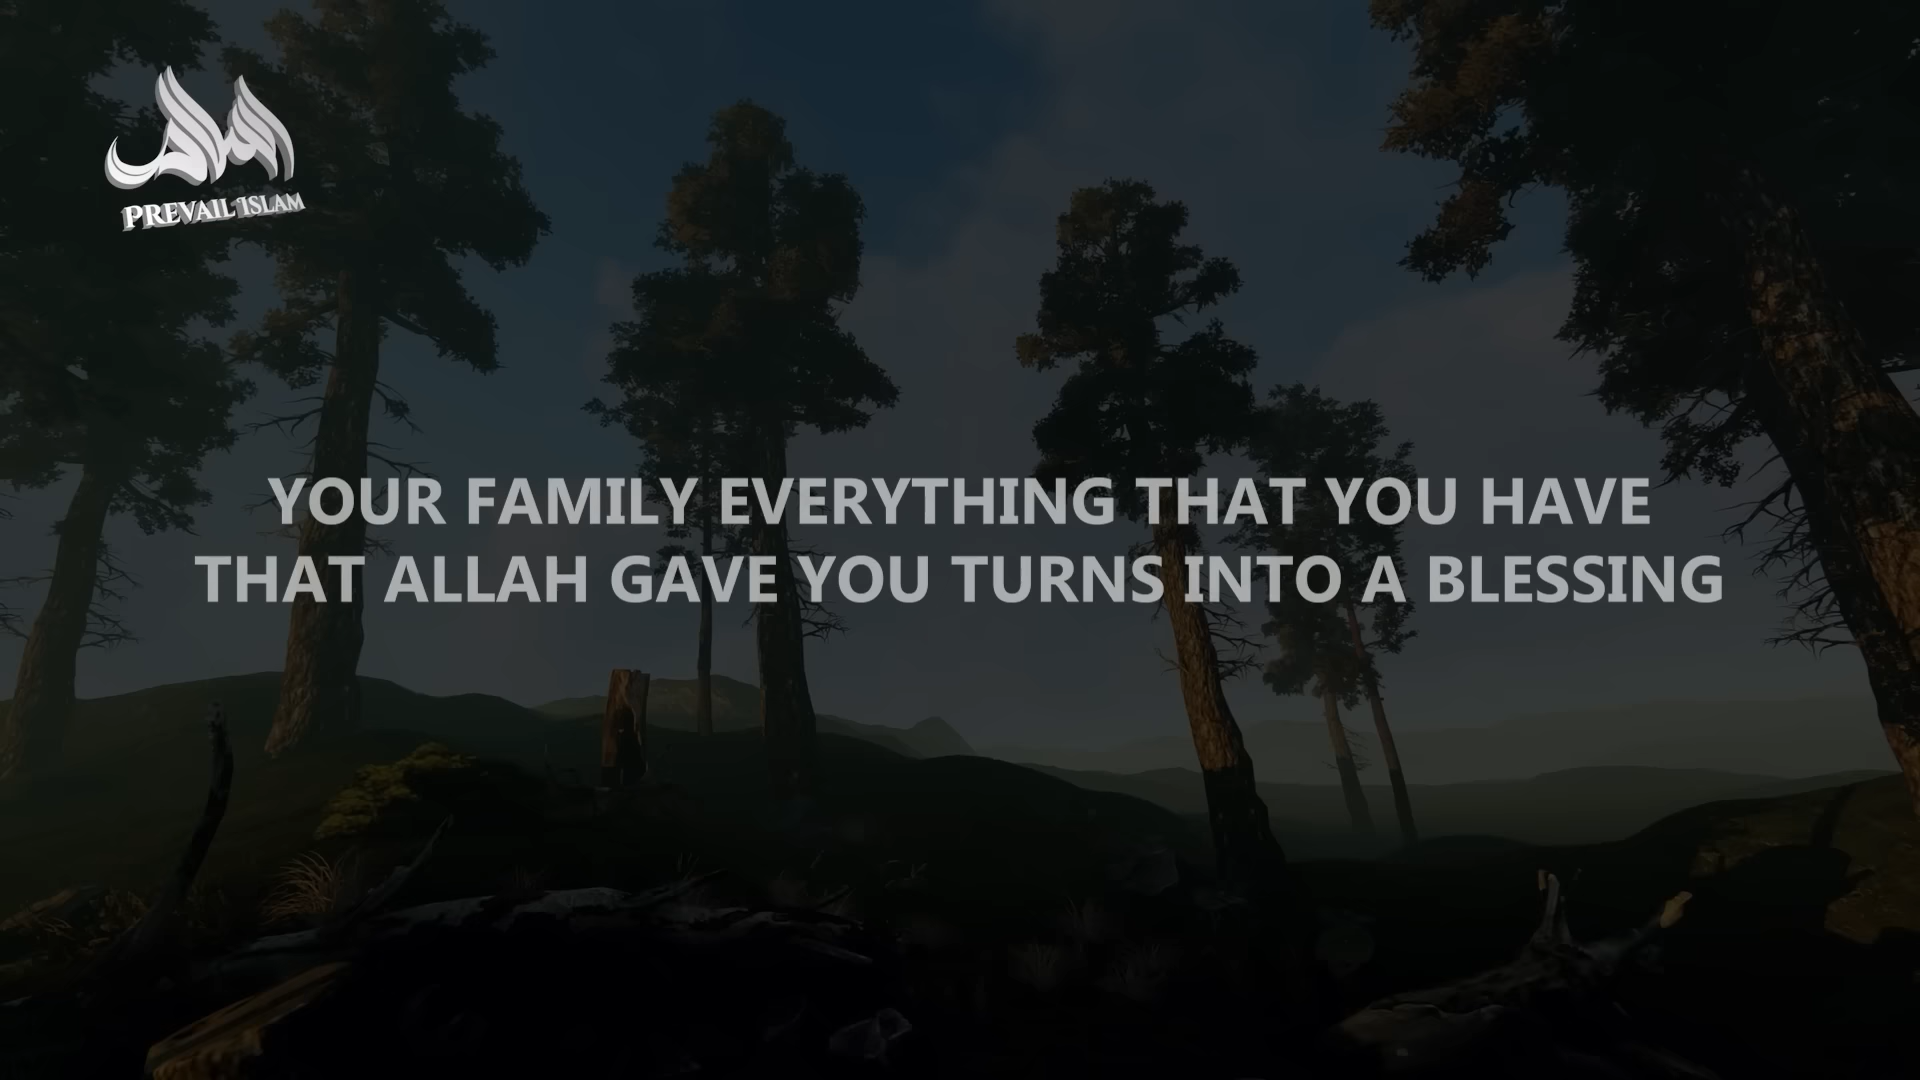 PREVAIL ISLAM
YOUR FAMILY EVERYTHING THAT YOU HAVE
THAT ALLAH GAVE YOU TURNS INTO A BLESSING